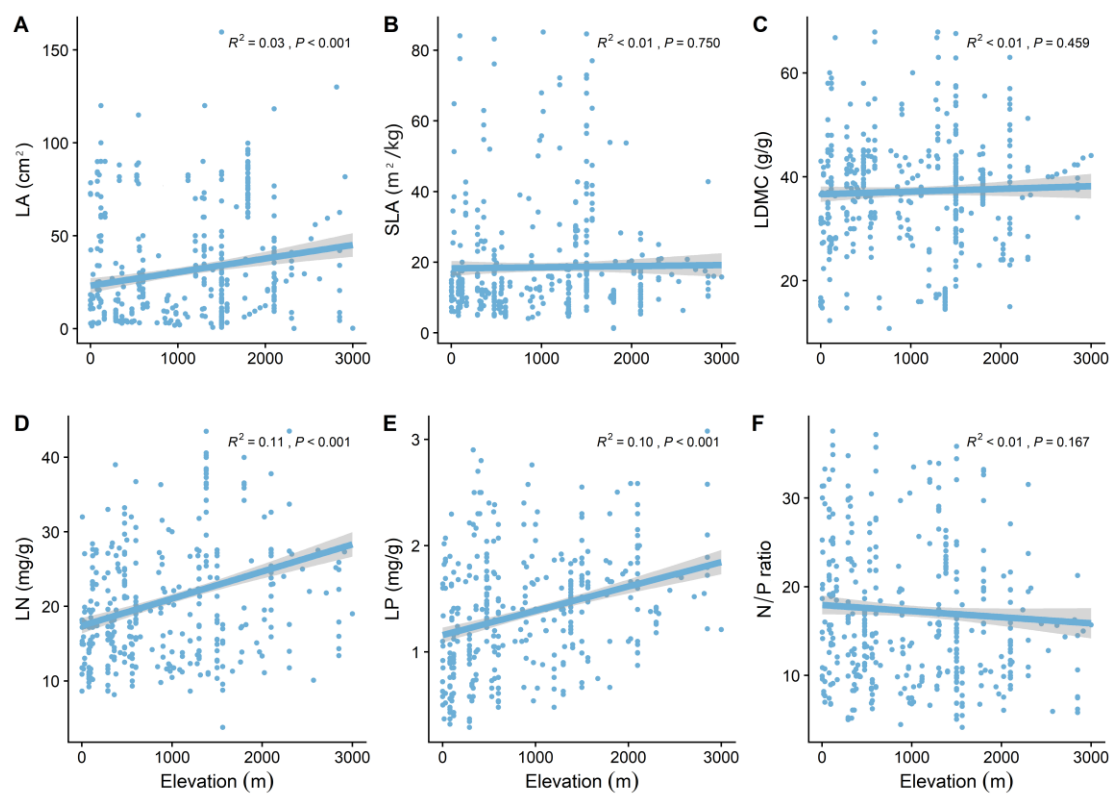 A
R² = 0.03 , P < 0.001
LA (cm²)
150
100
50
0
0 1000 2000 3000
B
R² < 0.01 , P = 0.750
SLA (m²/kg)
80
60
40
20
0
0 1000 2000 3000
C
R² < 0.01 , P = 0.459
LDMC (g/g)
60
40
20
0 1000 2000 3000
D
R² = 0.11 , P < 0.001
LN (mg/g)
40
30
20
10
0 1000 2000 3000
Elevation (m)
E
R² = 0.10 , P < 0.001
LP (mg/g)
3
2
1
0 1000 2000 3000
Elevation (m)
F
R² < 0.01 , P = 0.167
N/P ratio
30
20
10
0 1000 2000 3000
Elevation (m)